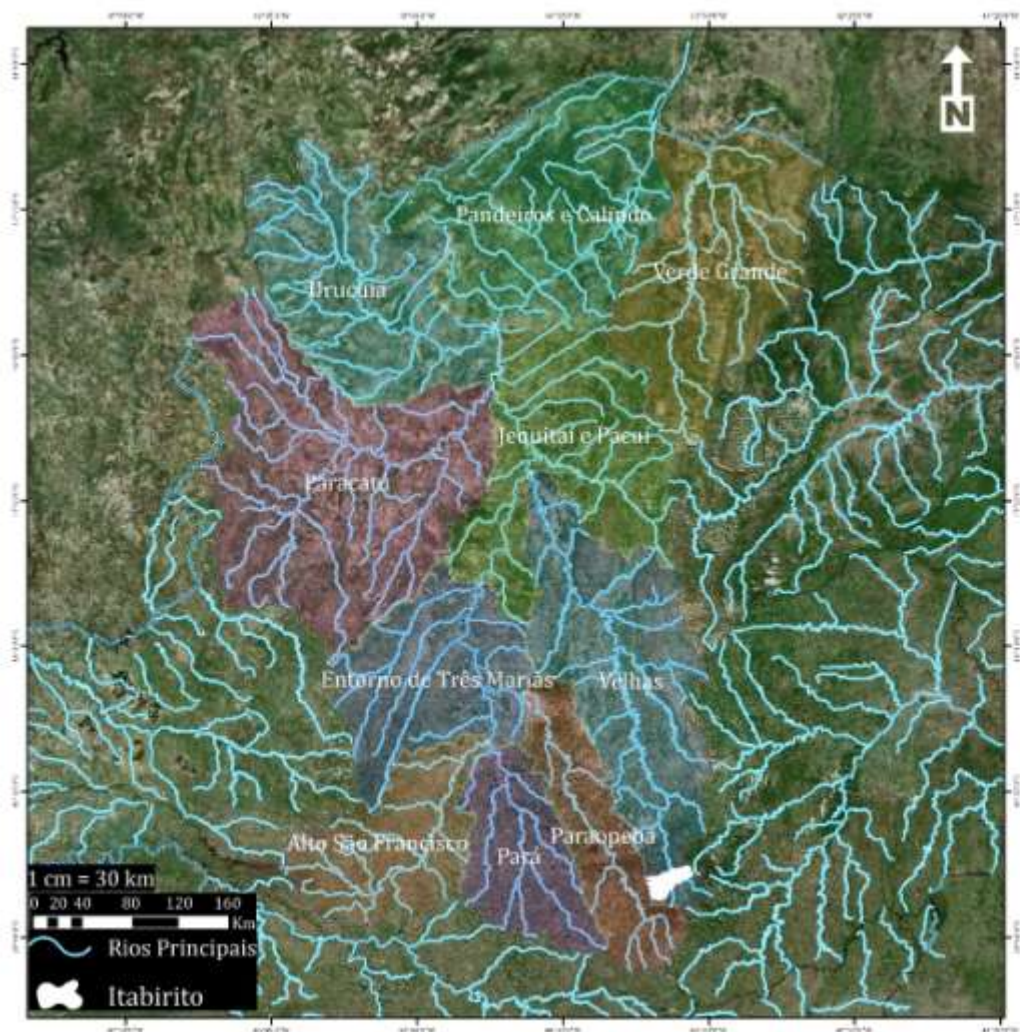 N
Pandeiros e Calindo
Verde Grande
Urucuia
Jequitaí e Pacuí
Paracatu
Entorno de Três Marias
Velhas
Alto São Francisco
Pará
Paraopeba
1 cm = 30 km
0 20 40 80 120 160
Km
Rios Principais
Itabirito